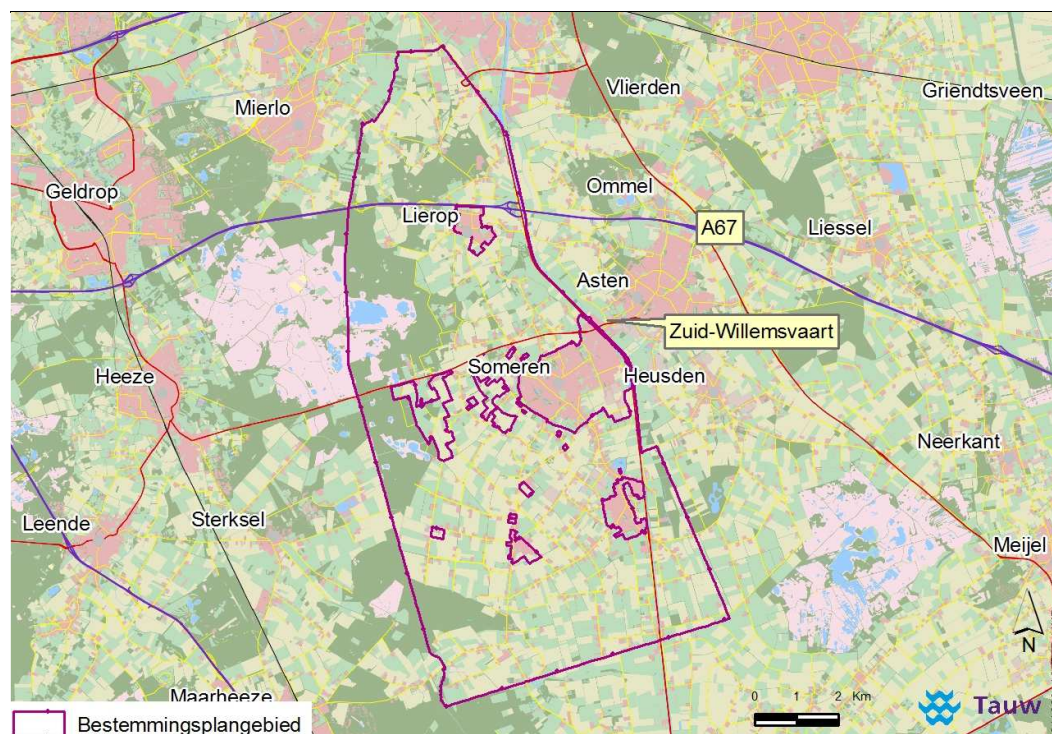 Vlierden
Griendtsveen
Mierlo
Geldrop
Ommel
Lierop
A67
Liessel
Asten
Zuid-Willemsvaart
Heeze
Someren
Heusden
Neerkant
Leende
Sterksel
Meijel
N
Maarheeze
0 1 2 Km
Bestemmingsplangebied
Tauw